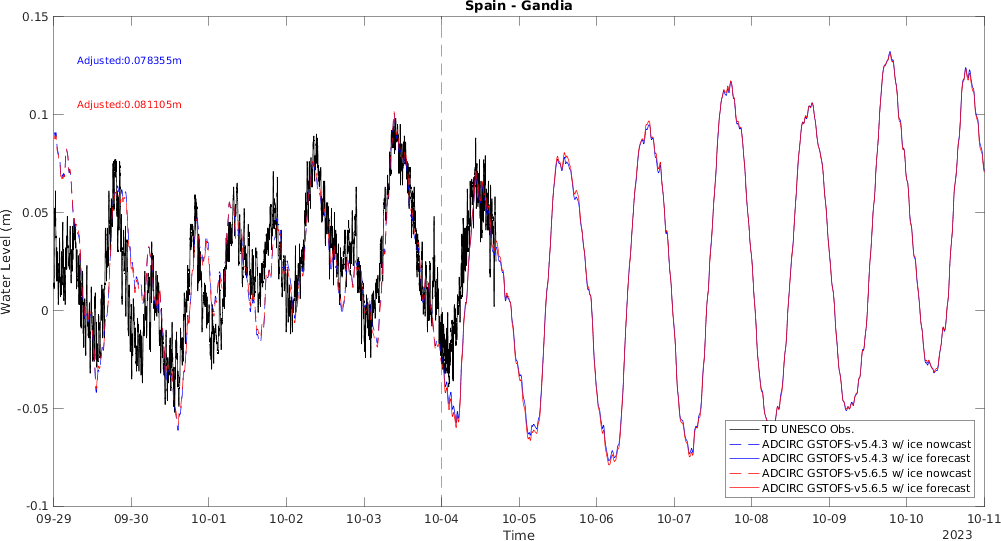 Spain - Gandia
0.15
0.1
0.05
0
-0.05
-0.1
Water Level (m)
Adjusted:0.078355m
Adjusted:0.081105m
TD UNESCO Obs.
ADCIRC GSTOFS-v5.4.3 w/ ice nowcast
ADCIRC GSTOFS-v5.4.3 w/ ice forecast
ADCIRC GSTOFS-v5.6.5 w/ ice nowcast
ADCIRC GSTOFS-v5.6.5 w/ ice forecast
09-29 09-30 10-01 10-02 10-03 10-04 10-05 10-06 10-07 10-08 10-09 10-10 10-11
Time
2023